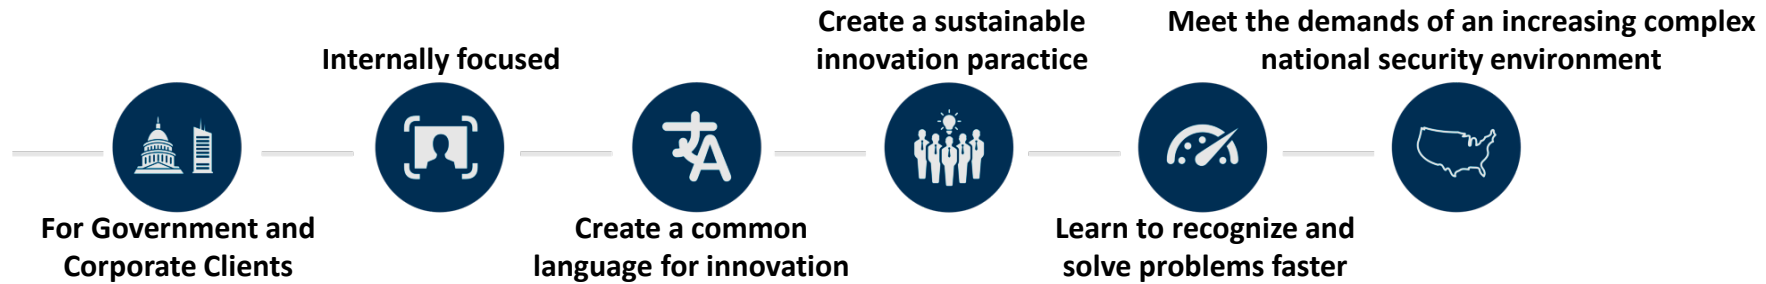 For Government and
Corporate Clients
Internally focused
Create a common
language for innovation
Create a sustainable
innovation paractice
Learn to recognize and
solve problems faster
Meet the demands of an increasing complex
national security environment